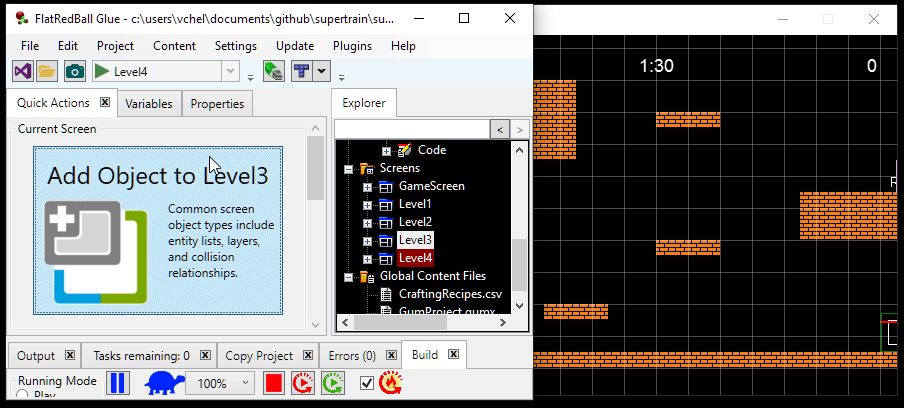 FlatRedBall Glue - c:\users\vchel\documents\github\supertrain\su...
File Edit Project Content Settings Update Plugins Help
Level4
Quick Actions Variables Properties
Current Screen
Add Object to Level3
Common screen
object types include
entity lists, layers,
and collision
relationships.
Explorer
< >
Code
Screens
GameScreen
Level1
Level2
Level3
Level4
Global Content Files
CraftingRecipes.csv
GumProject.gumx
Output Tasks remaining: 0 Copy Project Errors (0) Build
Running Mode
Play
100%
1:30 0
R